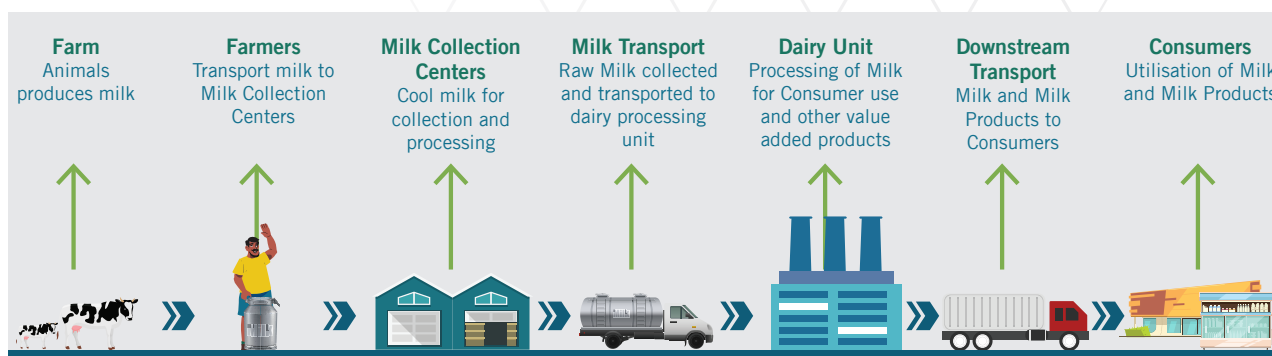 Farm
Animals
produces milk
Farmers
Transport milk to
Milk Collection
Centers
Milk Collection
Centers
Cool milk for
collection and
processing
Milk Transport
Raw Milk collected
and transported to
dairy processing
unit
Dairy Unit
Processing of Milk
for Consumer use
and other value
added products
Downstream
Transport
Milk and Milk
Products to
Consumers
Consumers
Utilisation of Milk
and Milk Products